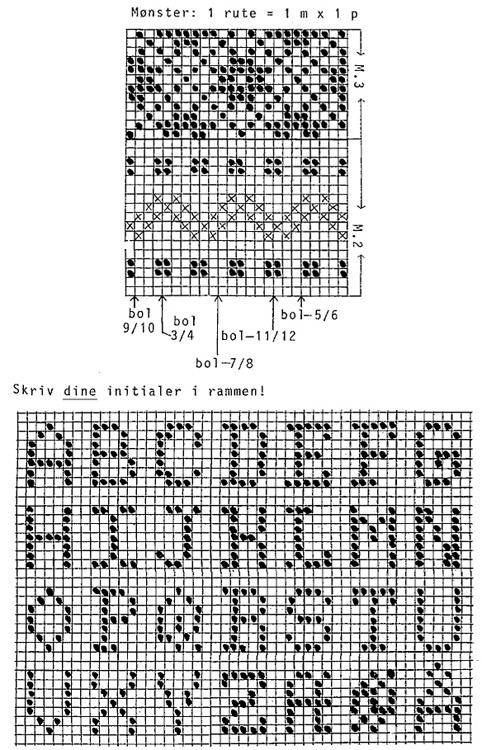 Mønster: 1 rute = 1 m x 1 p
M.3
M.2
bol 9/10
bol 3/4
bol-7/8
bol-11/12
bol-5/6
Skriv dine initialer i rammen!
A B C D E F G
H I J K L M N
O P Q R S T U
V X Y Z Æ Ø Å